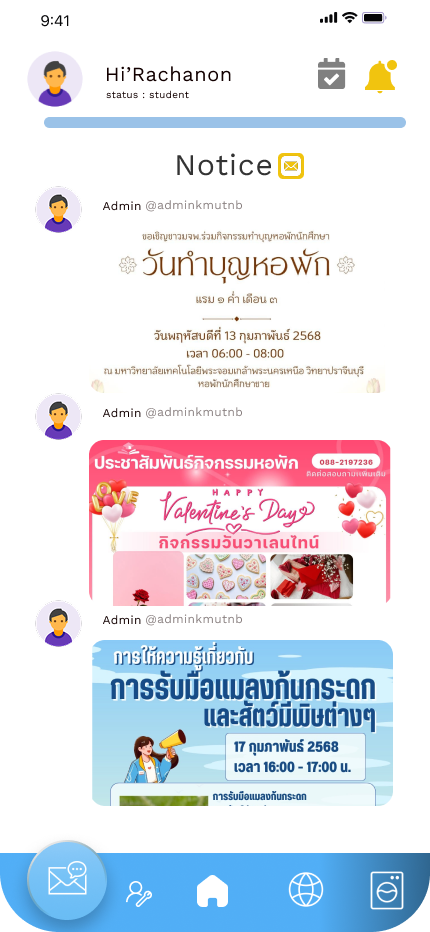 9:41
Hi’Rachanon
status : student
Notice
Admin @adminkmutnb
ขอเชิญชาวมจพ.ร่วมกิจกรรมทำบุญหอพักนักศึกษา
วันทำบุญหอพัก
แรม ๑ ค่ำ เดือน ๓
วันพฤหัสบดีที่ 13 กุมภาพันธ์ 2568
เวลา 06:00 - 08:00
ณ มหาวิทยาลัยเทคโนโลยีพระจอมเกล้าพระนครเหนือ วิทยาปราจีนบุรี
หอพักนักศึกษาชาย
Admin @adminkmutnb
ประชาสัมพันธ์กิจกรรมหอพัก
088-2197236
ติดต่อสอบถามเพิ่มเติม
LOVE
HAPPY
Valentine's Day
กิจกรรมวันวาเลนไทน์
Admin @adminkmutnb
การให้ความรู้เกี่ยวกับ
การรับมือแมลงก้นกระดก
และสัตว์มีพิษต่างๆ
17 กุมภาพันธ์ 2568
เวลา 16:00 - 17:00 น.
การรับมือแมลงก้นกระดก